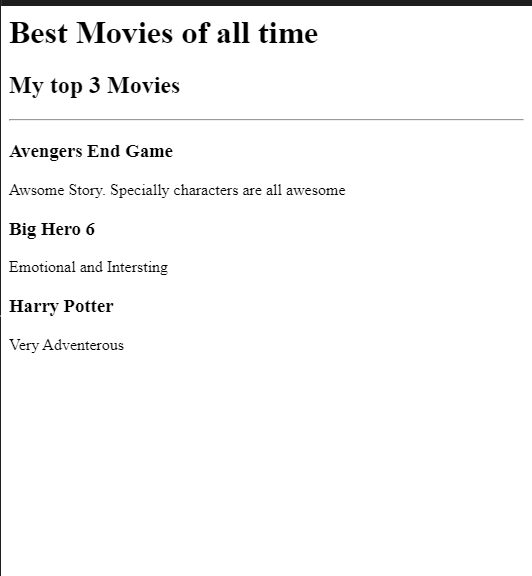 Best Movies of all time
My top 3 Movies
Avengers End Game
Awsome Story. Specially characters are all awesome
Big Hero 6
Emotional and Intersting
Harry Potter
Very Adventerous